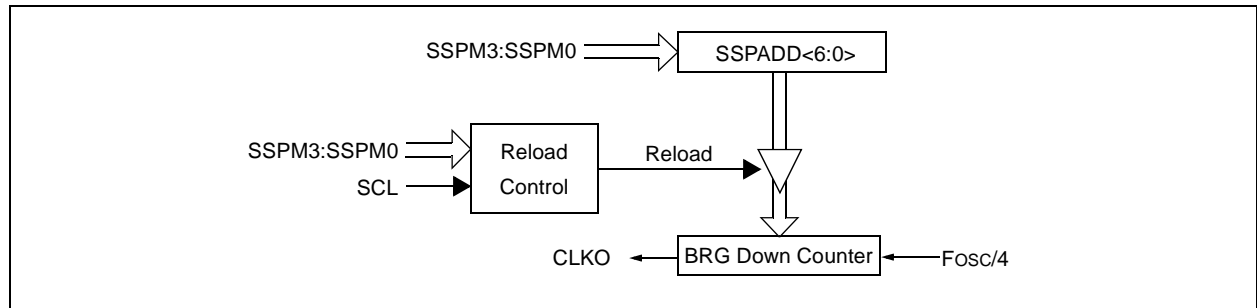 SSPM3:SSPM0
SSPADD<6:0>
SSPM3:SSPM0
SCL
Reload
Control
Reload
CLKO
BRG Down Counter
FOSC/4